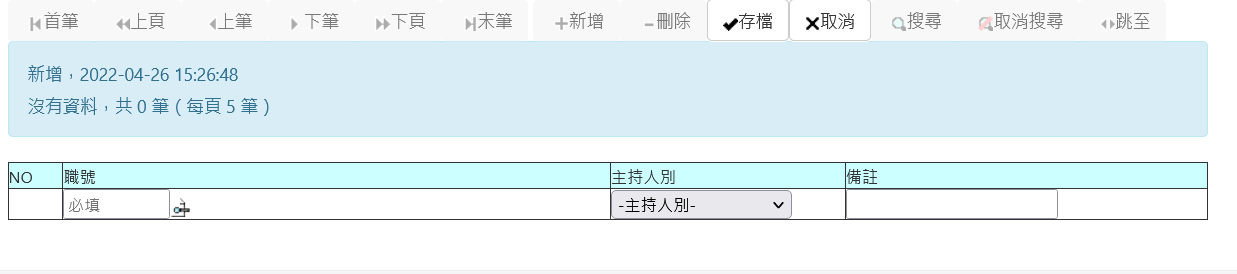 首筆 上頁 上筆 下筆 下頁 末筆 新增 刪除 存檔 取消 搜尋 取消搜尋 跳至
新增，2022-04-26 15:26:48
沒有資料，共 0 筆 ( 每頁 5 筆 )
NO 職號 主持人別 備註
必填 -主持人別-